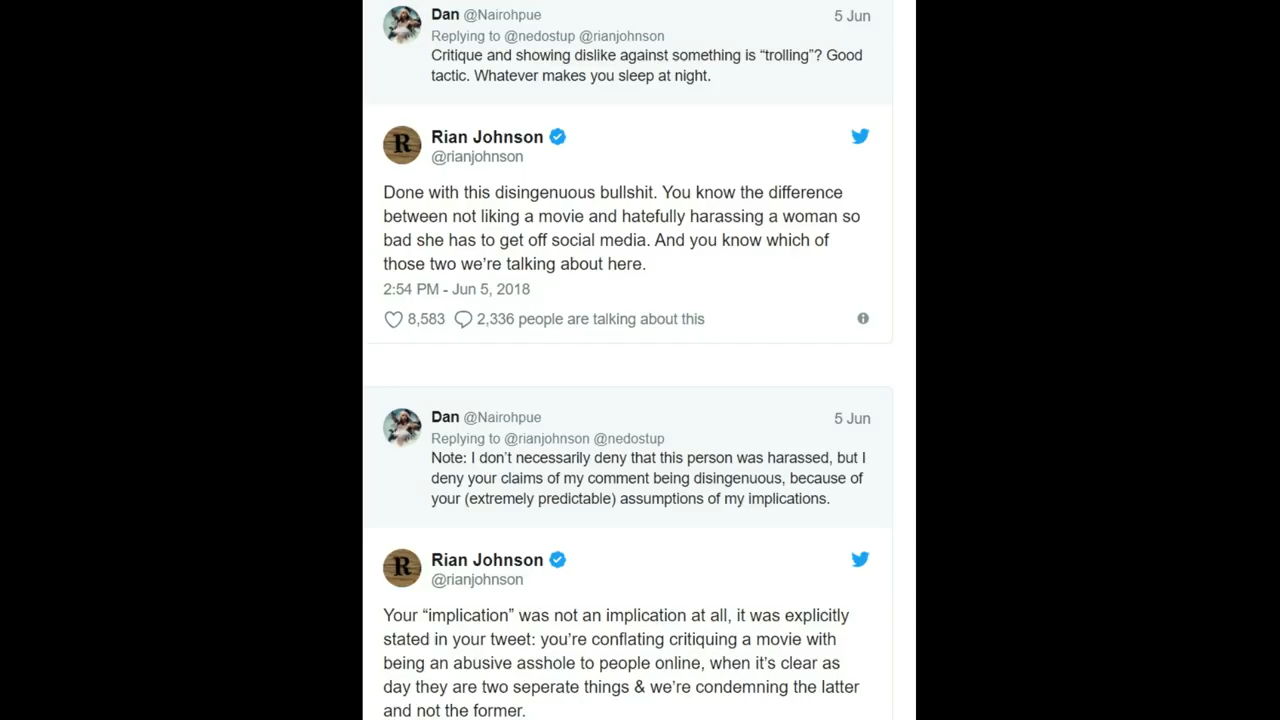 Dan @Nairohpue 5 Jun
Replying to @nedostup @rianjohnson
Critique and showing dislike against something is “trolling”? Good
tactic. Whatever makes you sleep at night.
R
Rian Johnson
@rianjohnson
Done with this disingenuous bullshit. You know the difference
between not liking a movie and hatefully harassing a woman so
bad she has to get off social media. And you know which of
those two we’re talking about here.
2:54 PM - Jun 5, 2018
8,583 2,336 people are talking about this
Dan @Nairohpue 5 Jun
Replying to @rianjohnson @nedostup
Note: I don’t necessarily deny that this person was harassed, but I
deny your claims of my comment being disingenuous, because of
your (extremely predictable) assumptions of my implications.
R
Rian Johnson
@rianjohnson
Your “implication” was not an implication at all, it was explicitly
stated in your tweet: you’re conflating critiquing a movie with
being an abusive asshole to people online, when it’s clear as
day they are two seperate things & we’re condemning the latter
and not the former.